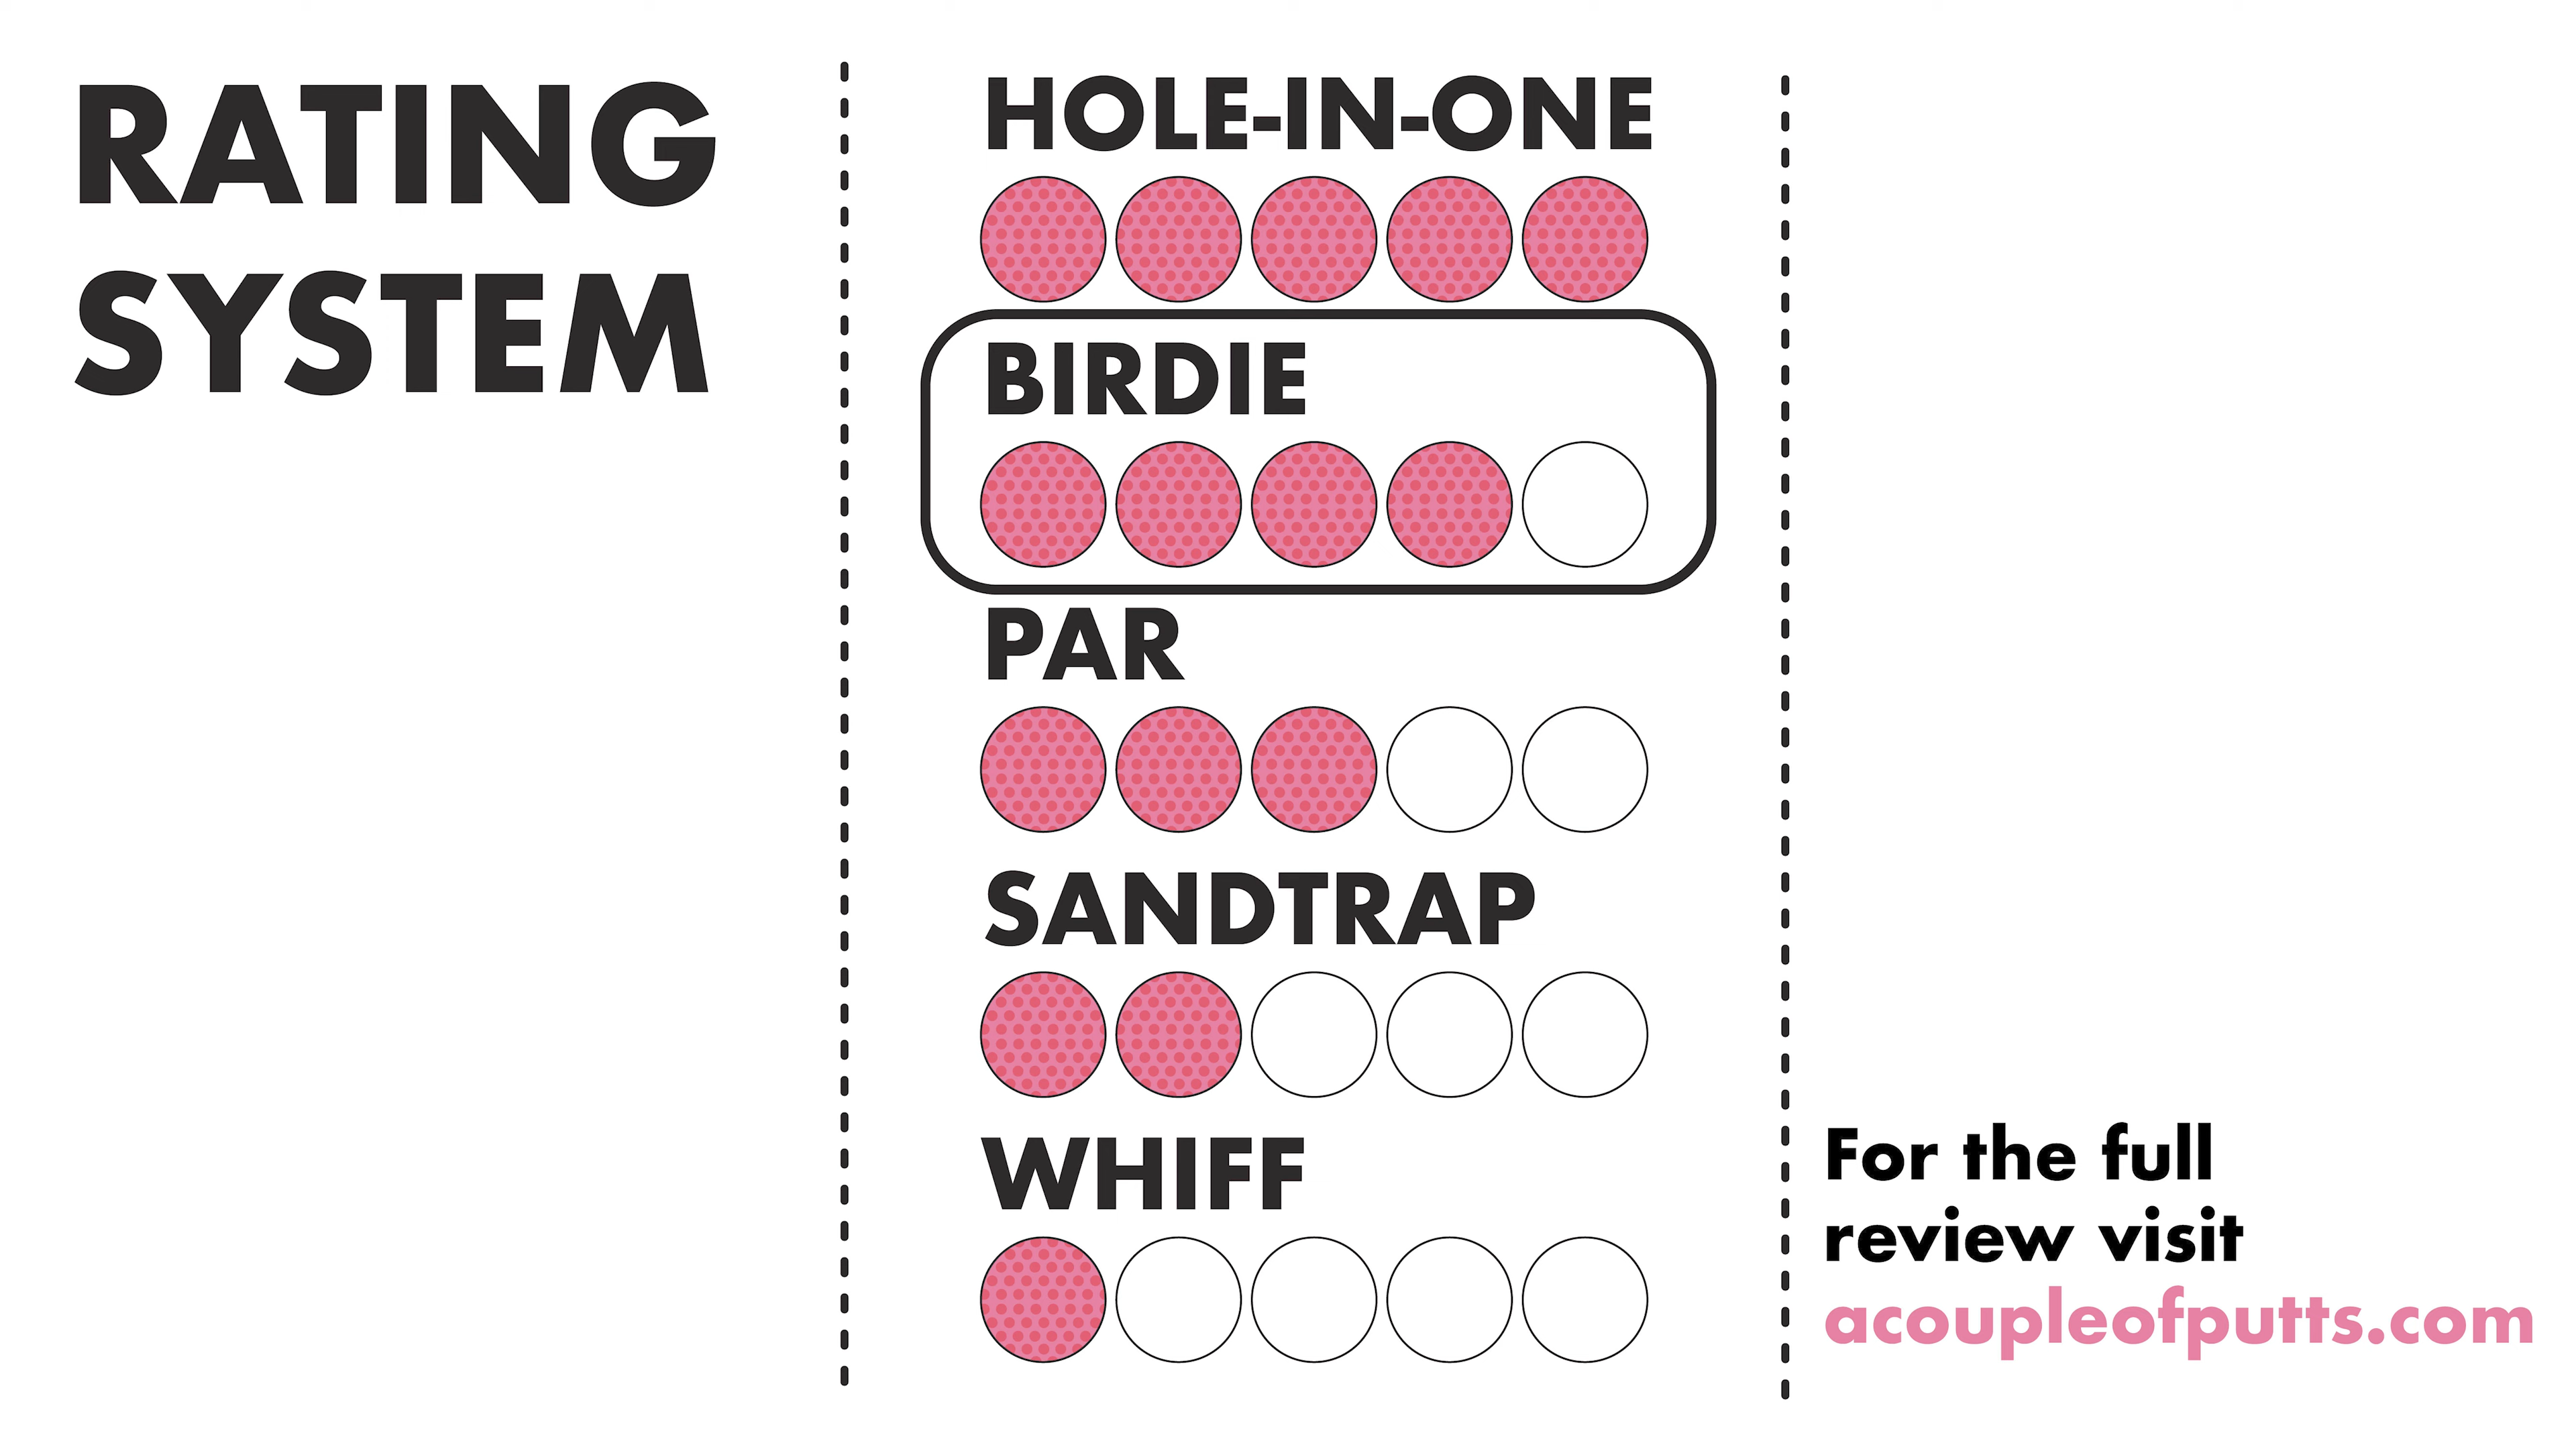 RATING
SYSTEM
HOLE-IN-ONE
BIRDIE
PAR
SANDTRAP
WHIFF
For the full
review visit
acoupleofputts.com